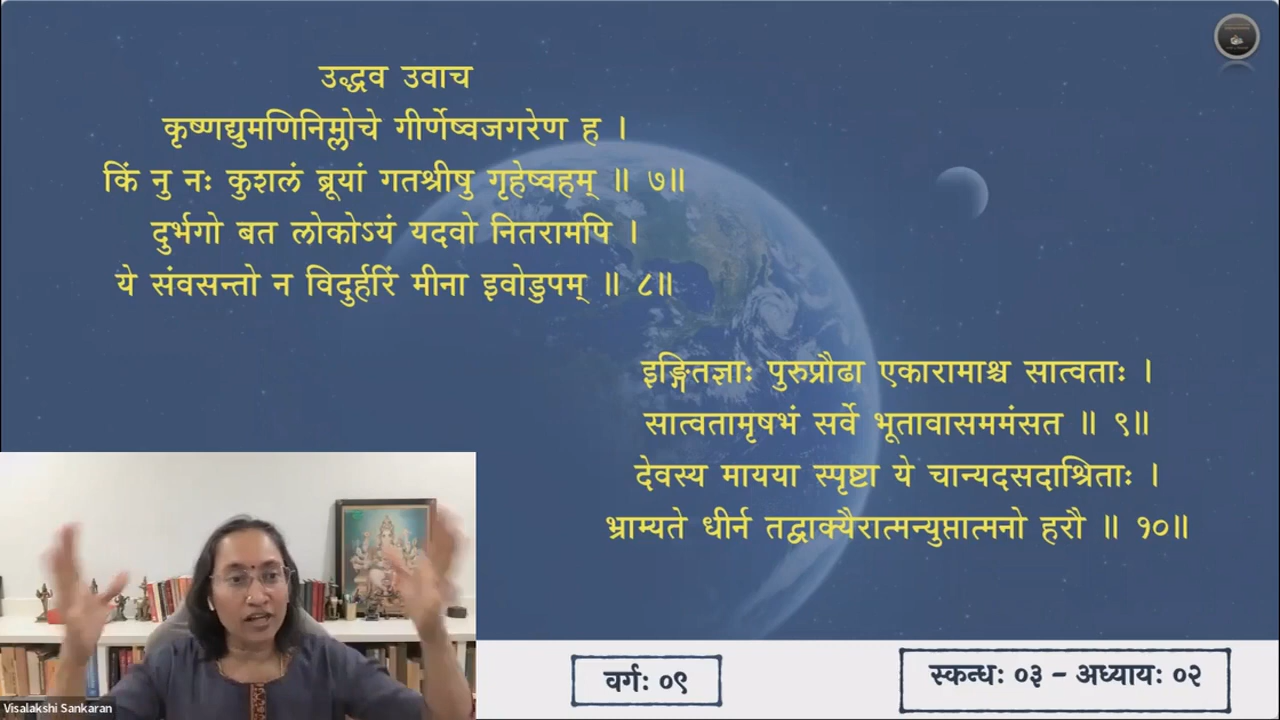 उद्धव उवाच
कृष्णद्युमणिनिम्लोचे गीर्णेष्वजगरेण ह ।
किं नु नः कुशलं ब्रूयां गतश्रीषु गृहेष्वहम् ॥ ७॥
दुर्भगो बत लोकोऽयं यदवो नितरामपि ।
ये संवसन्तो न विदुर्हरिं मीना इवोडुपम् ॥ ८॥
इङ्गितज्ञाः पुरुप्रौढा एकारामाश्च सात्वताः ।
सात्वतामृषभं सर्वे भूतावासममंसत ॥ ९॥
देवस्य मायया स्पृष्टा ये चान्यदसदाश्रिताः ।
भ्राम्यते धीर्न तद्वाक्यैरात्मन्युप्तात्मनो हरौ ॥ १०॥
Visalakshi Sankaran
वर्गः ०९
स्कन्धः ०३ - अध्यायः ०२